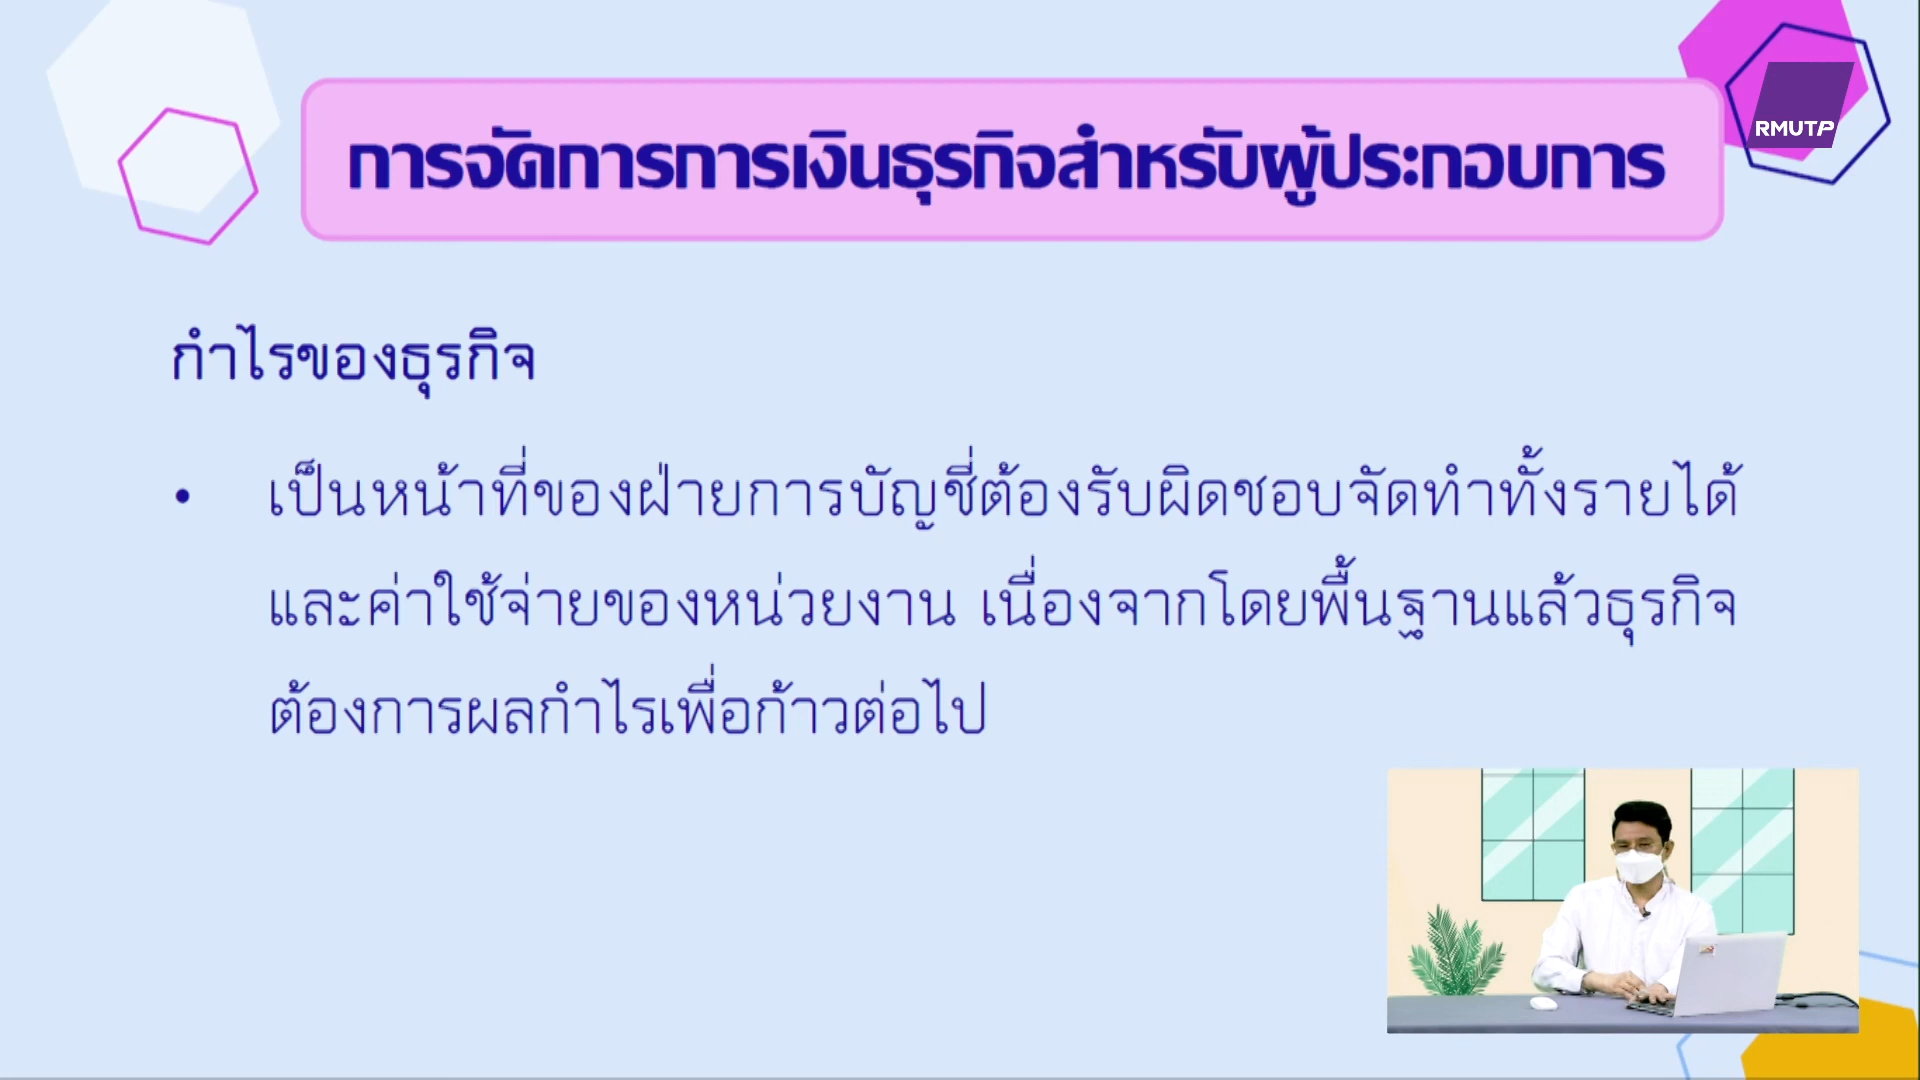 RMUTP
การจัดการการเงินธุรกิจสำหรับผู้ประกอบการ
กำไรของธุรกิจ
• เป็นหน้าที่ของฝ่ายการบัญชี่ต้องรับผิดชอบจัดทำทั้งรายได้
และค่าใช้จ่ายของหน่วยงาน เนื่องจากโดยพื้นฐานแล้วธุรกิจ
ต้องการผลกำไรเพื่อก้าวต่อไป